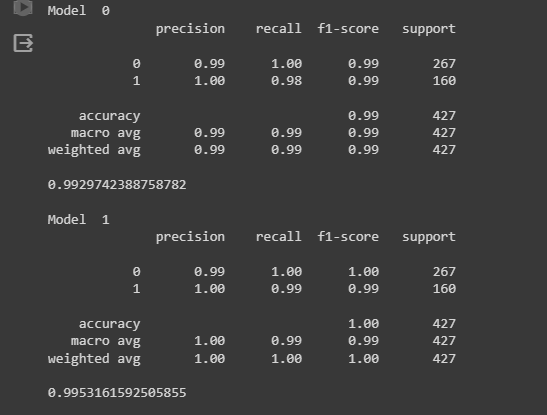 Model  0
              precision    recall  f1-score   support

           0       0.99      1.00      0.99       267
           1       1.00      0.98      0.99       160

    accuracy                           0.99       427
   macro avg       0.99      0.99      0.99       427
weighted avg       0.99      0.99      0.99       427

0.9929742388758782

Model  1
              precision    recall  f1-score   support

           0       0.99      1.00      1.00       267
           1       1.00      0.99      0.99       160

    accuracy                           1.00       427
   macro avg       1.00      0.99      0.99       427
weighted avg       1.00      1.00      1.00       427

0.9953161592505855